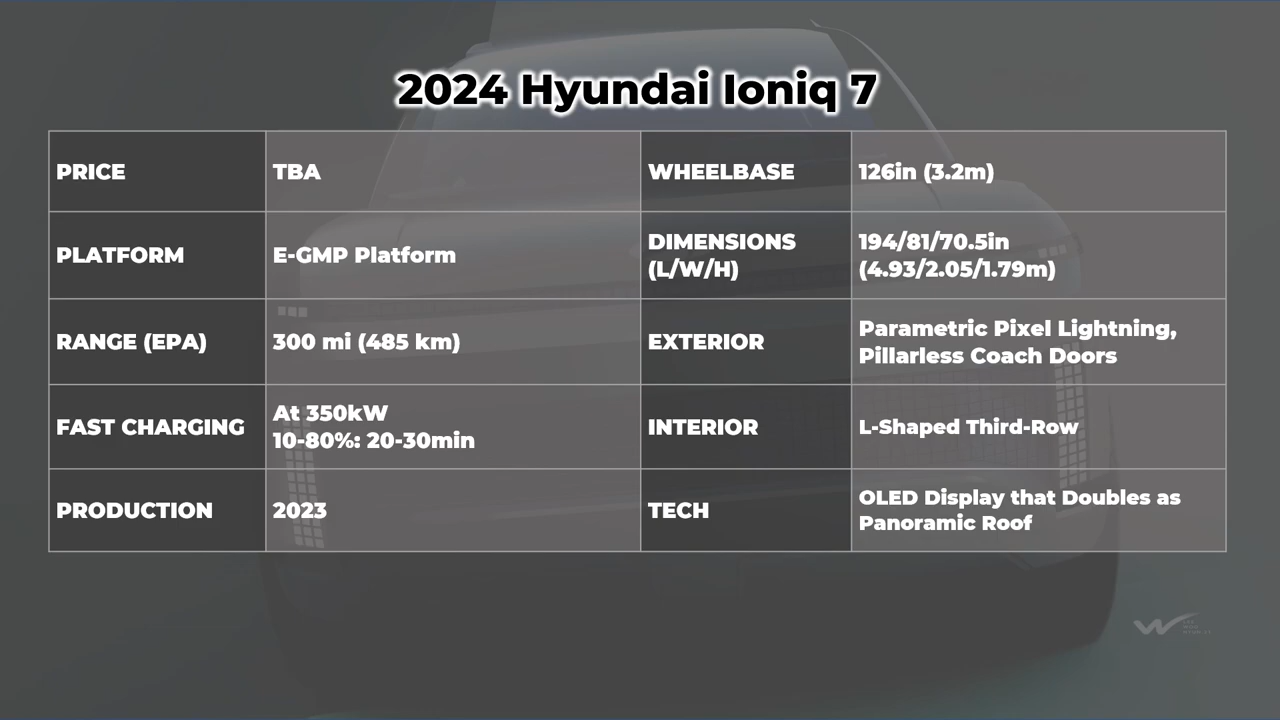 2024 Hyundai Ioniq 7
PRICE
TBA
WHEELBASE
126in (3.2m)
PLATFORM
E-GMP Platform
DIMENSIONS
(L/W/H)
194/81/70.5in
(4.93/2.05/1.79m)
RANGE (EPA)
300 mi (485 km)
EXTERIOR
Parametric Pixel Lightning,
Pillarless Coach Doors
FAST CHARGING
At 350kW
10-80%: 20-30min
INTERIOR
L-Shaped Third-Row
PRODUCTION
2023
TECH
OLED Display that Doubles as
Panoramic Roof